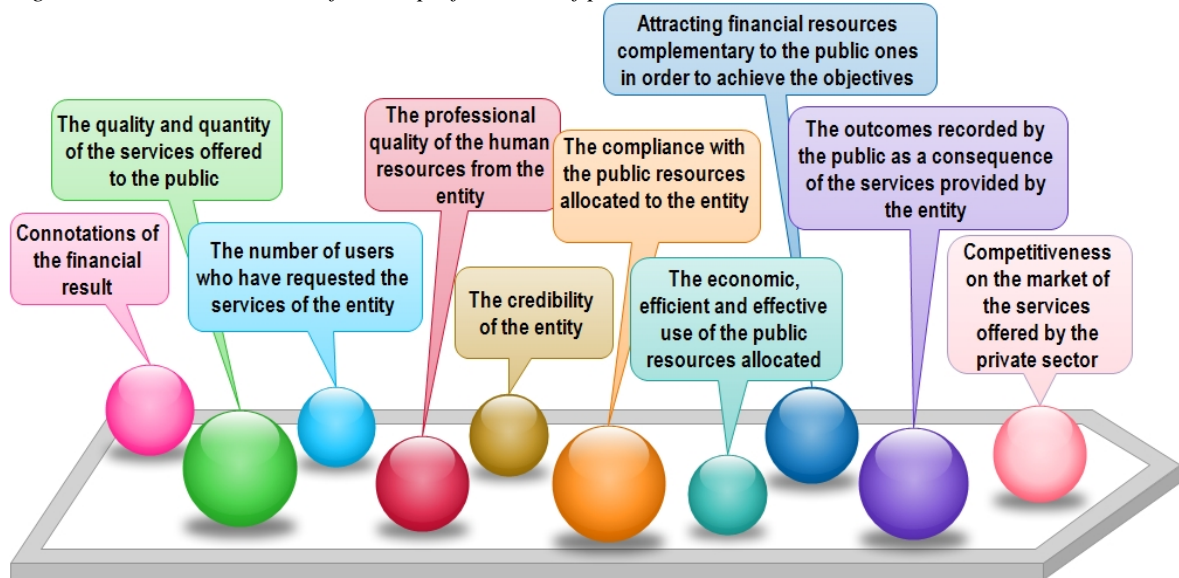 Attracting financial resources
complementary to the public ones
in order to achieve the objectives
The quality and quantity
of the services offered
to the public
The professional
quality of the human
resources from the
entity
The compliance with
the public resources
allocated to the entity
The outcomes recorded by
the public as a consequence
of the services provided by
the entity
Connotations of
the financial
result
The number of users
who have requested the
services of the entity
The credibility
of the entity
The economic,
efficient and effective
use of the public
resources allocated
Competitiveness
on the market of
the services
offered by the
private sector